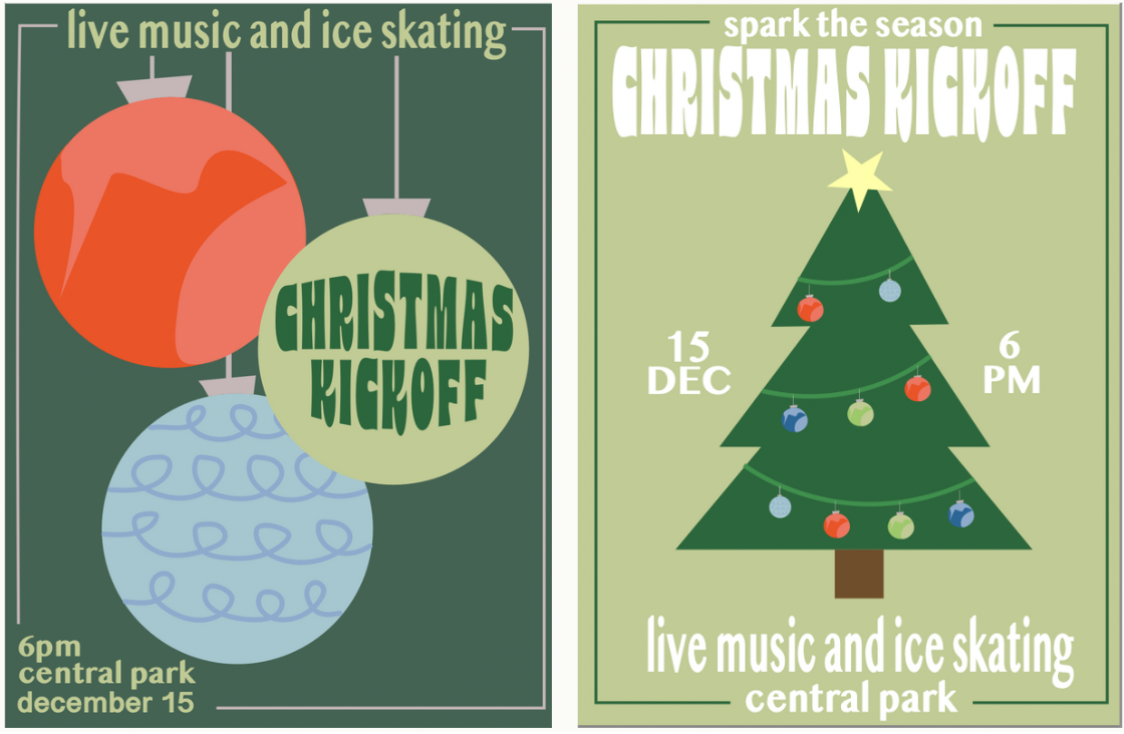 live music and ice skating
CHRISTMAS
KICKOFF
6pm
central park
december 15
spark the season
CHRISTMAS KICKOFF
15
DEC
6
PM
live music and ice skating
central park